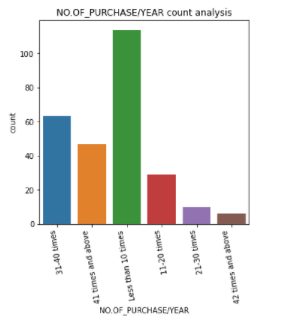 NO.OF_PURCHASE/YEAR count analysis
100
80
60
40
20
0
count
31-40 times
41 times and above
Less than 10 times
11-20 times
21-30 times
42 times and above
NO.OF_PURCHASE/YEAR